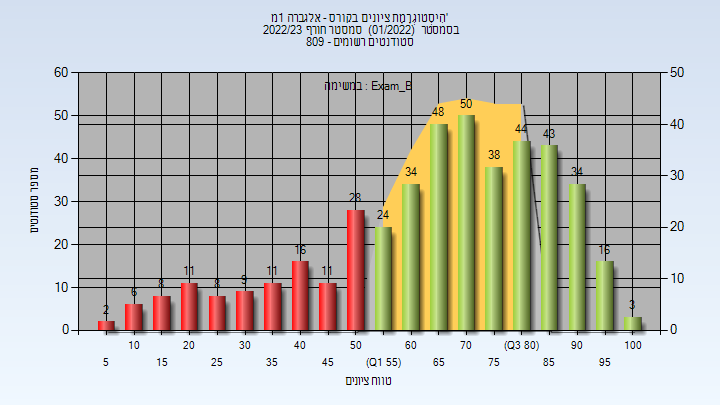 היסטוגרמת ציונים בקורס - אלגברה 1מ'
בסמסטר (01/2022) סמסטר חורף 2022/23
סטודנטים רשומים - 809
במשימה : Exam_B
מספר סטודנטים
60 50 40 30 20 10 0
50 40 30 20 10 0
2 6 8 11 8 9 11 16 11 28 24 34 48 50 38 44 43 34 16 3
10 20 30 40 50 60 70 (Q3 80) 90 100
5 15 25 35 45 (Q1 55) 65 75 85 95
טווח ציונים